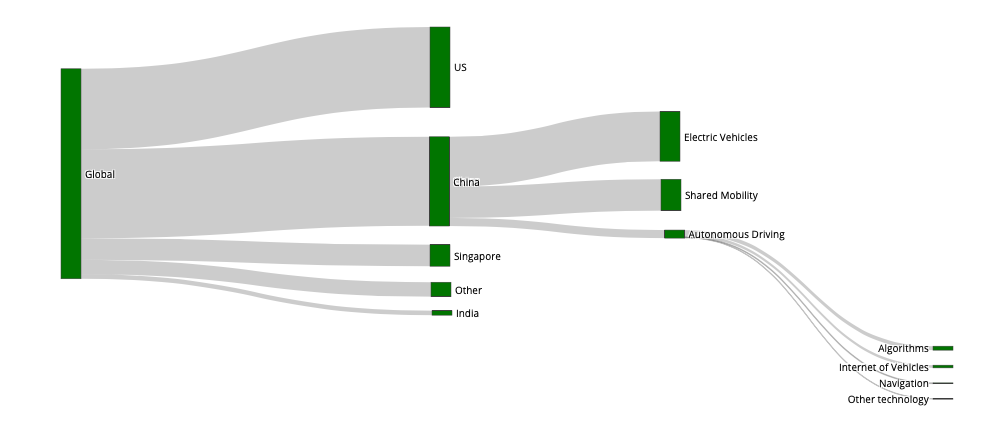 US
Electric Vehicles
Global
China
Shared Mobility
Autonomous Driving
Singapore
Other
India
Algorithms
Internet of Vehicles
Navigation
Other technology